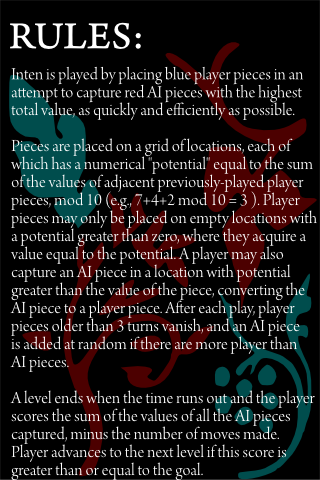 RULES:
Inten is played by placing blue player pieces in an
attempt to capture red AI pieces with the highest
total value, as quickly and efficiently as possible.
Pieces are placed on a grid of locations, each of
which has a numerical "potential" equal to the sum
of the values of adjacent previously-played player
pieces, mod 10 (e.g., 7+4+2 mod 10 = 3 ). Player
pieces may only be placed on empty locations with
a potential greater than zero, where they acquire a
value equal to the potential. A player may also
capture an AI piece in a location with potential
greater than the value of the piece, converting the
AI piece to a player piece. After each play, player
pieces older than 3 turns vanish, and an AI piece
is added at random if there are more player than
AI pieces.
A level ends when the time runs out and the player
scores the sum of the values of all the AI pieces
captured, minus the number of moves made.
Player advances to the next level if this score is
greater than or equal to the goal.